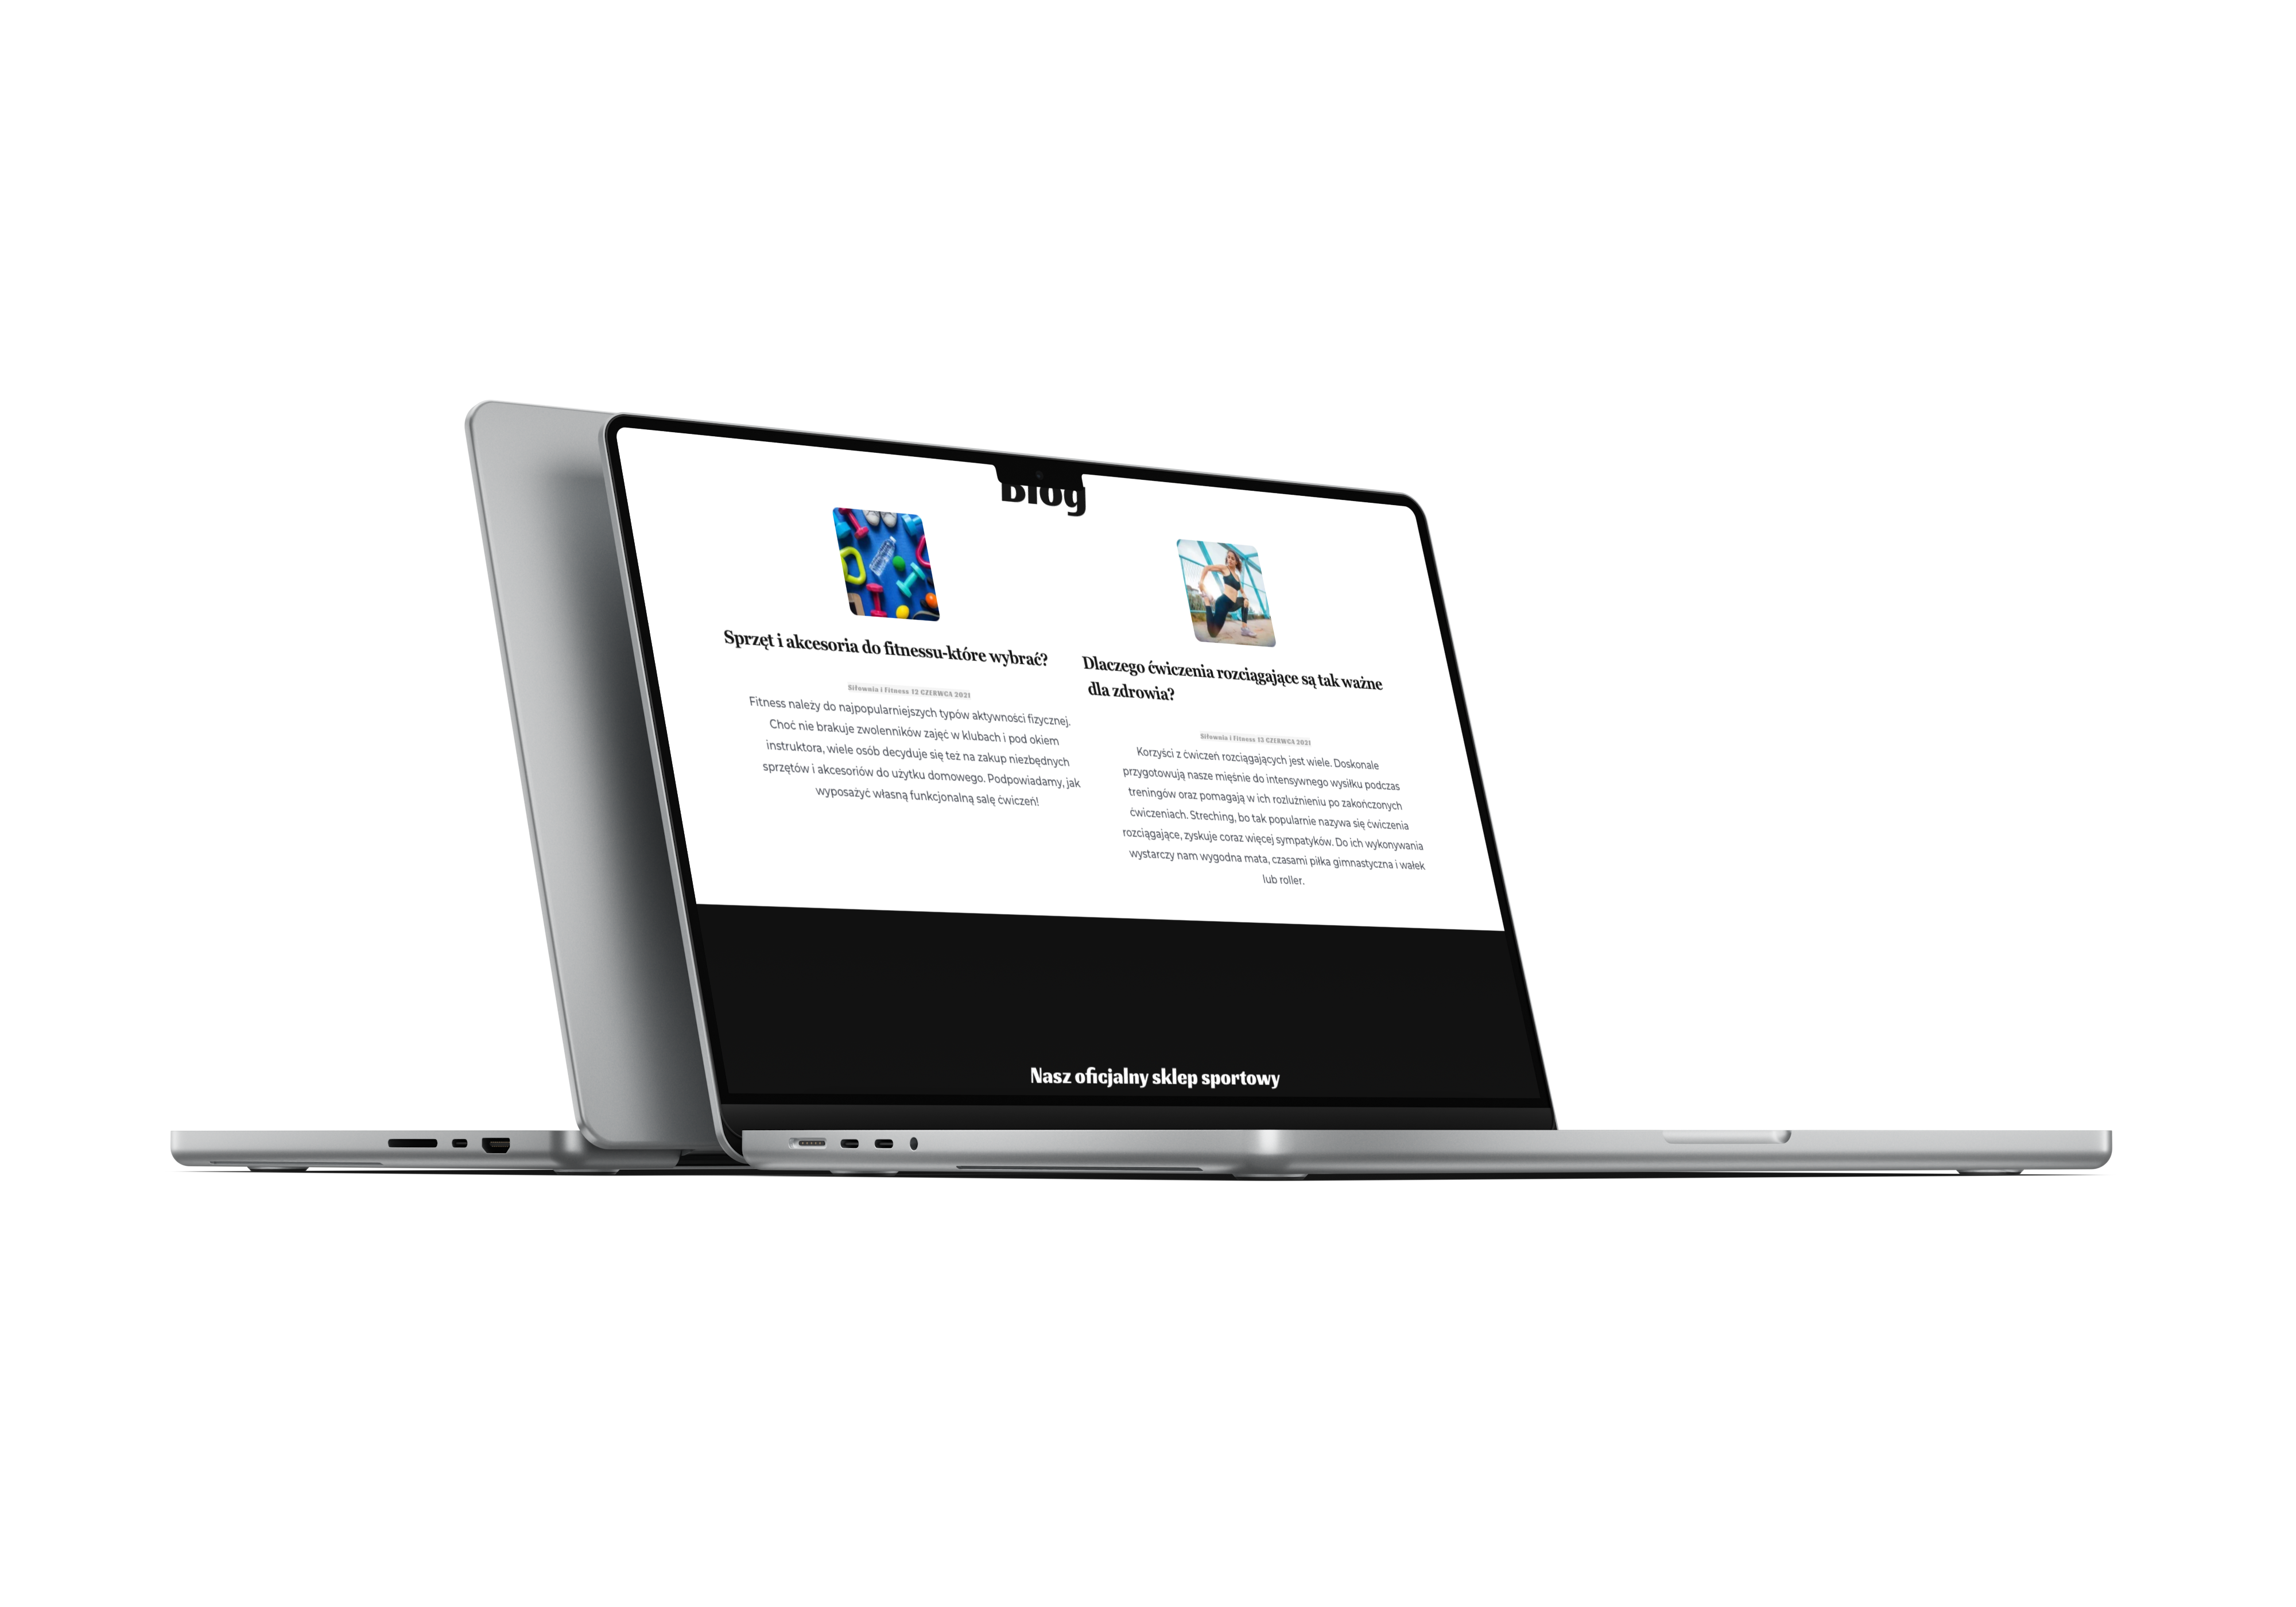 Blog
Sprzęt i akcesoria do fitnessu-które wybrać?
Siłownia i Fitness 12 CZERWCA 2021
Fitness należy do najpopularniejszych typów aktywności fizycznej.
Choć nie brakuje zwolenników zajęć w klubach i pod okiem
instruktora, wiele osób decyduje się też na zakup niezbędnych
sprzętów i akcesoriów do użytku domowego. Podpowiadamy, jak
wyposażyć własną funkcjonalną salę ćwiczeń!
Dlaczego ćwiczenia rozciągające są tak ważne
dla zdrowia?
Siłownia i Fitness 13 CZERWCA 2021
Korzyści z ćwiczeń rozciągających jest wiele. Doskonale
przygotowują nasze mięśnie do intensywnego wysiłku podczas
treningów oraz pomagają w ich rozluźnieniu po zakończonych
ćwiczeniach. Streching, bo tak popularnie nazywa się ćwiczenia
rozciągające, zyskuje coraz więcej sympatyków. Do ich wykonywania
wystarczy nam wygodna mata, czasami piłka gimnastyczna i wałek
lub roller.
Nasz oficjalny sklep sportowy